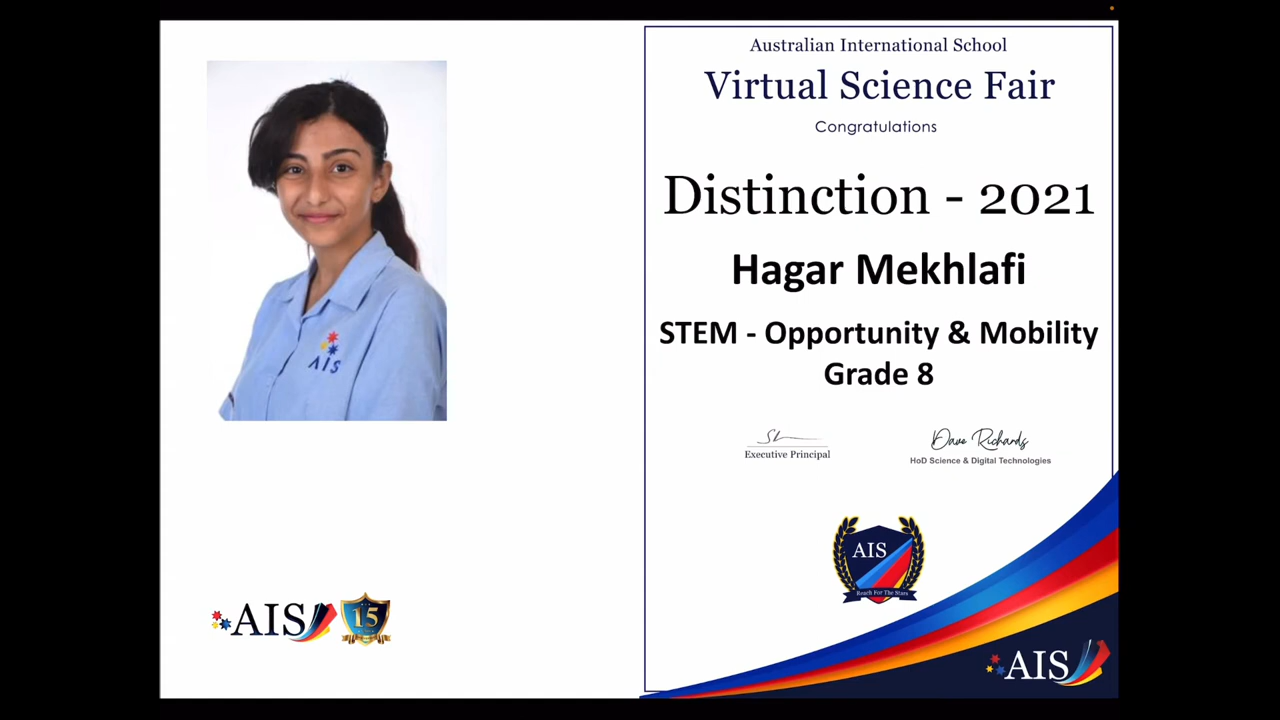 Australian International School
Virtual Science Fair
Congratulations
Distinction - 2021
Hagar Mekhlafi
STEM - Opportunity & Mobility
Grade 8
Dave Richards
Executive Principal
HoD Science & Digital Technologies
AIS
AIS
Reach For The Stars
AIS
15
AIS